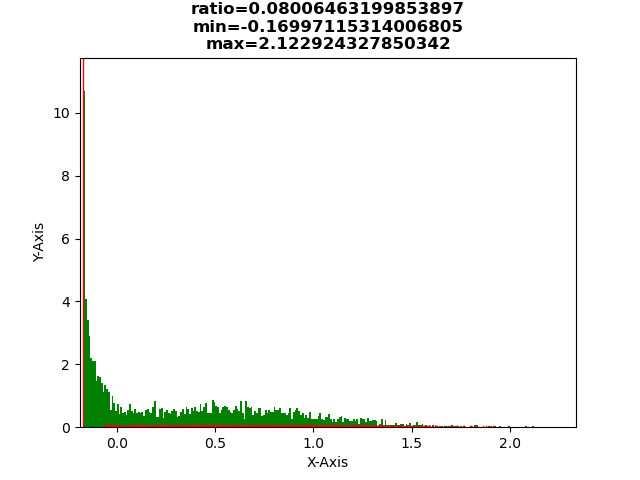 ratio=0.08006463199853897
min=-0.16997115314006805
max=2.122924327850342
10
8
6
4
2
0
Y-Axis
0.0 0.5 1.0 1.5 2.0
X-Axis